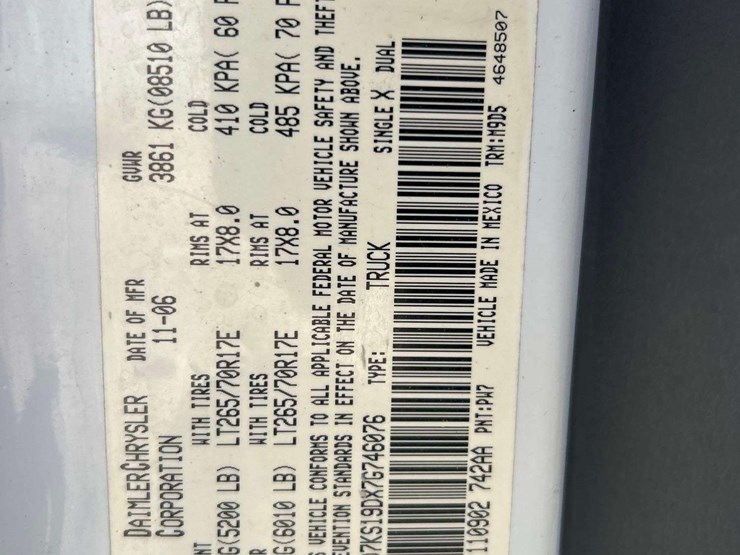 DAIMLERCHRYSLER
CORPORATION
DATE OF MFR
11-06
GVWR
3861 KG(08510 LB)
NT WITH TIRES RIMS AT COLD
G(5200 LB) LT265/70R17E 17X8.0 410 KPA( 60 P
R WITH TIRES RIMS AT COLD
G(6010 LB) LT265/70R17E 17X8.0 485 KPA( 70 P
S VEHICLE CONFORMS TO ALL APPLICABLE FEDERAL MOTOR VEHICLE SAFETY AND THEFT
EVENTION STANDARDS IN EFFECT ON THE DATE OF MANUFACTURE SHOWN ABOVE.
7KS19DX7G746076 TYPE: TRUCK SINGLE X DUAL
110902 742AA PNT:PW7 VEHICLE MADE IN MEXICO TRM:M9D5 4648507